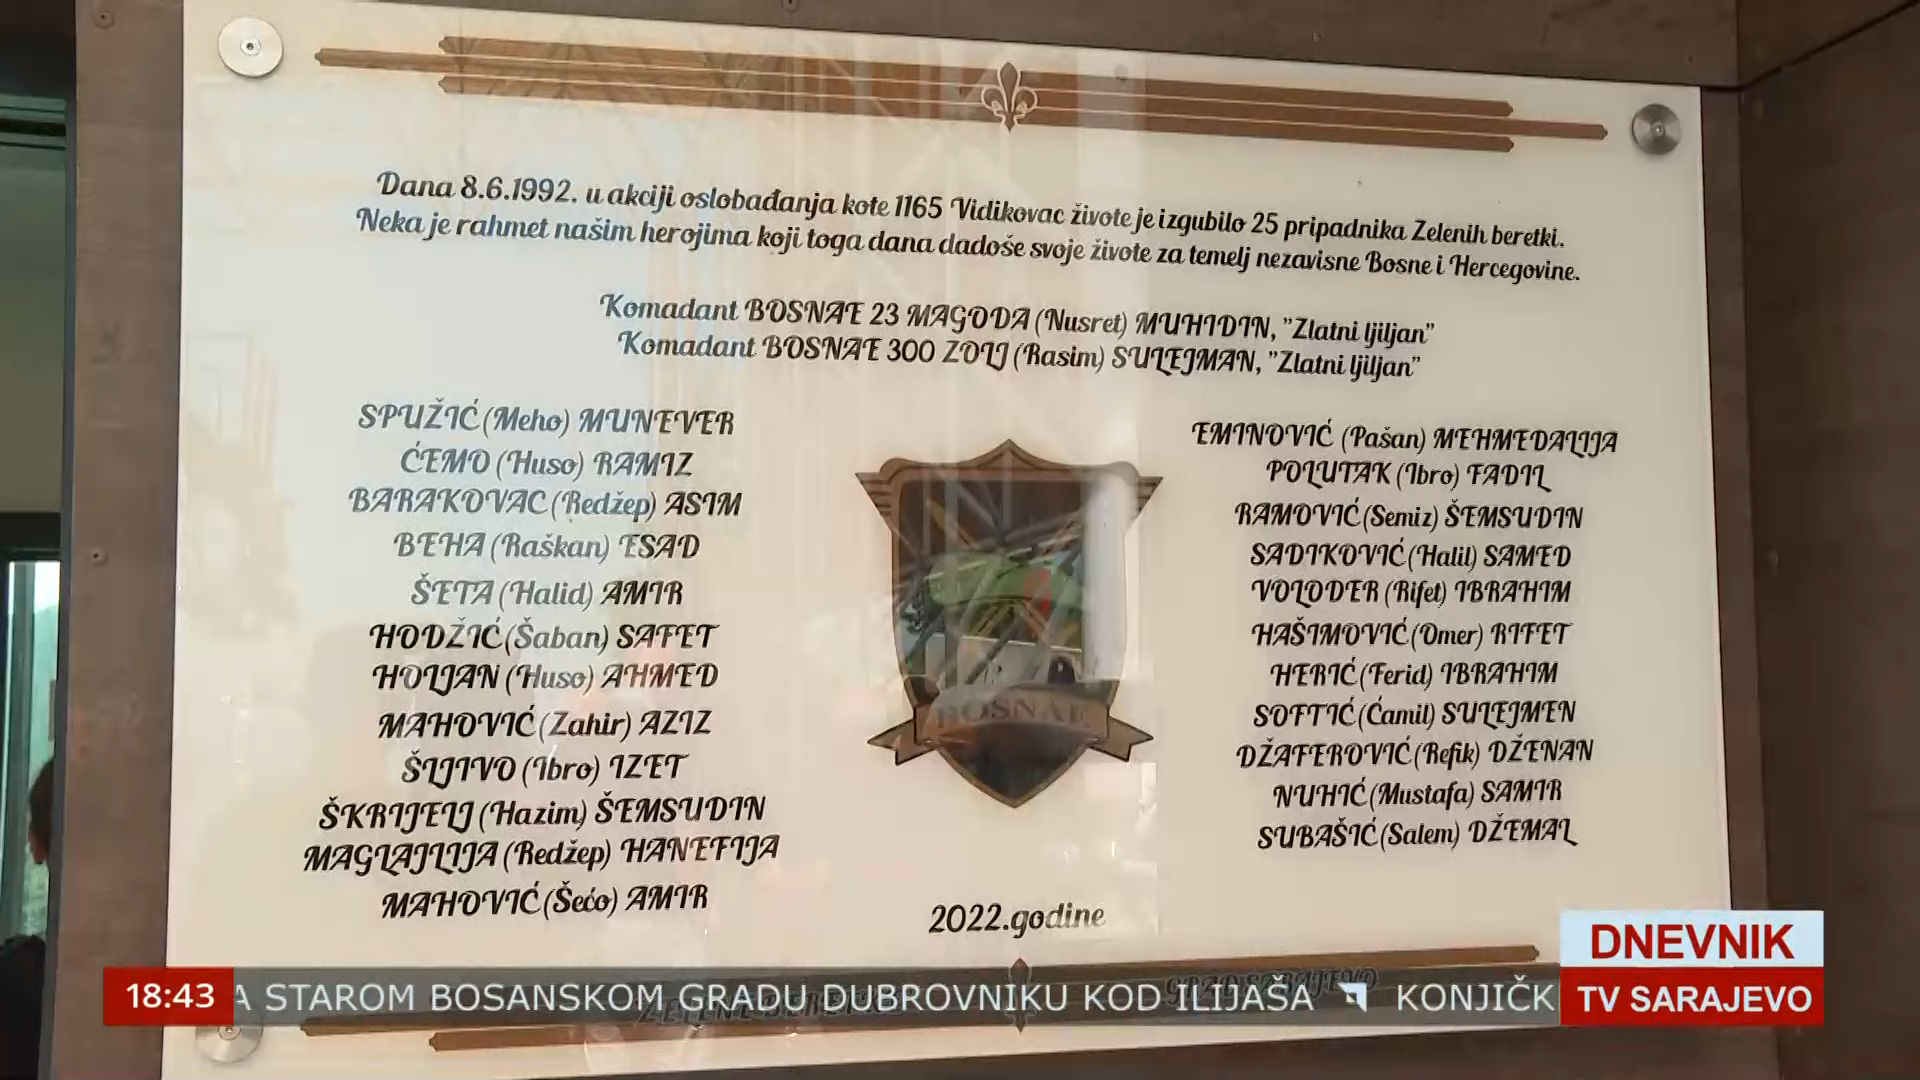 Dana 8.6.1992. u akciji oslobađanja kote 1165 Vidikovac živote je izgubilo 25 pripadnika Zelenih beretki.
Neka je rahmet našim herojima koji toga dana dadoše svoje živote za temelj nezavisne Bosne i Hercegovine.
Komadant BOSNAE 23 MAGODA (Nusret) MUHIDIN, "Zlatni ljiljan"
Komadant BOSNAE 300 ZOLJ (Rasim) SULEJMAN, "Zlatni ljiljan"
SPUŽIĆ (Meho) MUNEVER
ĆEMO (Huso) RAMIZ
BARAKOVAC (Redžep) ASIM
BEHA (Raškan) ESAD
ŠETA (Halid) AMIR
HODŽIĆ (Šaban) SAFET
HOLJAN (Huso) AHMED
MAHOVIĆ (Zahir) AZIZ
ŠLJIVO (Ibro) IZET
ŠKRIJELJ (Hazim) ŠEMSUDIN
MAGLAJLIJA (Redžep) HANEFIJA
MAHOVIĆ (Šećo) AMIR
EMINOVIĆ (Pašan) MEHMEDALIJA
POLUTAK (Ibro) FADIL
RAMOVIĆ (Semiz) ŠEMSUDIN
SADIKOVIĆ (Halil) SAMED
VOLODER (Rifet) IBRAHIM
HAŠIMOVIĆ (Omer) RIFET
HERIĆ (Ferid) IBRAHIM
SOFTIĆ (Ćamil) SULEJMEN
DŽAFEROVIĆ (Refik) DŽENAN
NUHIĆ (Mustafa) SAMIR
SUBAŠIĆ (Salem) DŽEMAL
BOSNAE
2022.godine
GRAD SARAJEVO
ZELENE BERETKE
18:43 A STAROM BOSANSKOM GRADU DUBROVNIKU KOD ILIJAŠA KONJIČK
DNEVNIK
TV SARAJEVO